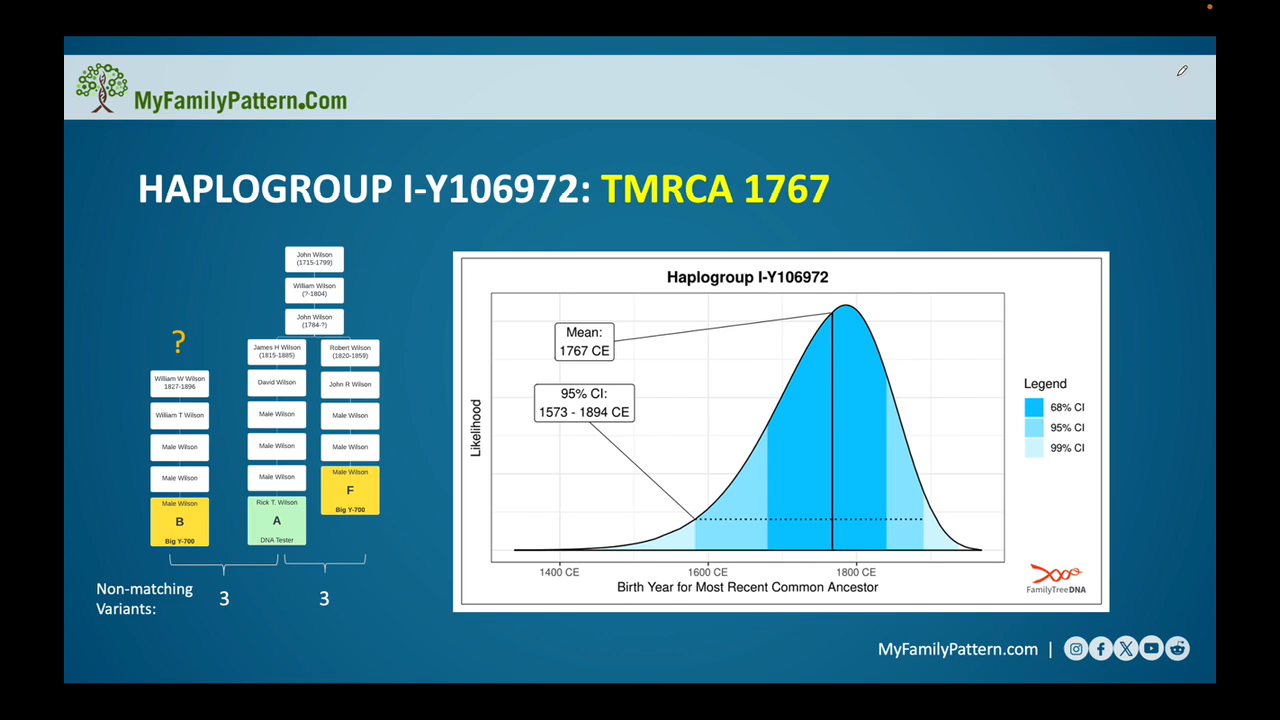 MyFamilyPattern.Com
HAPLOGROUP I-Y106972: TMRCA 1767
John Wilson
(1715-1799)
William Wilson
(?-1804)
John Wilson
(1784-?)
?
William W Wilson
1827-1896
William T Wilson
Male Wilson
Male Wilson
Male Wilson
B
Big Y-700
James H Wilson
(1815-1885)
David Wilson
Male Wilson
Male Wilson
Male Wilson
Rick T. Wilson
A
DNA Tester
Robert Wilson
(1820-1859)
John R Wilson
Male Wilson
Male Wilson
Male Wilson
F
Big Y-700
Non-matching
Variants:
3
3
Haplogroup I-Y106972
Mean:
1767 CE
95% CI:
1573 - 1894 CE
Likelihood
1400 CE
1600 CE
1800 CE
Birth Year for Most Recent Common Ancestor
Legend
68% CI
95% CI
99% CI
FamilyTreeDNA
MyFamilyPattern.com |